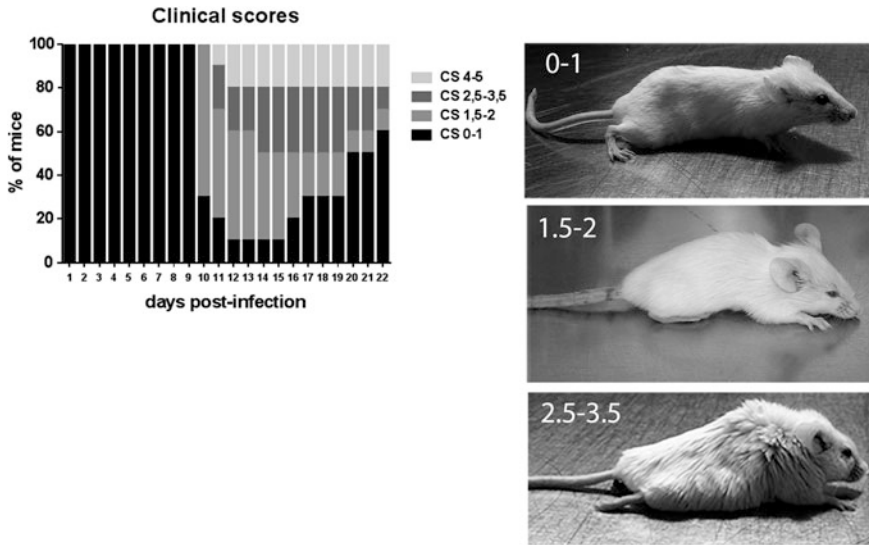 Clinical scores
100
80
60
40
20
0
% of mice
1 2 3 4 5 6 7 8 9 10 11 12 13 14 15 16 17 18 19 20 21 22
days post-infection
CS 4-5
CS 2,5-3,5
CS 1,5-2
CS 0-1
0-1
1.5-2
2.5-3.5